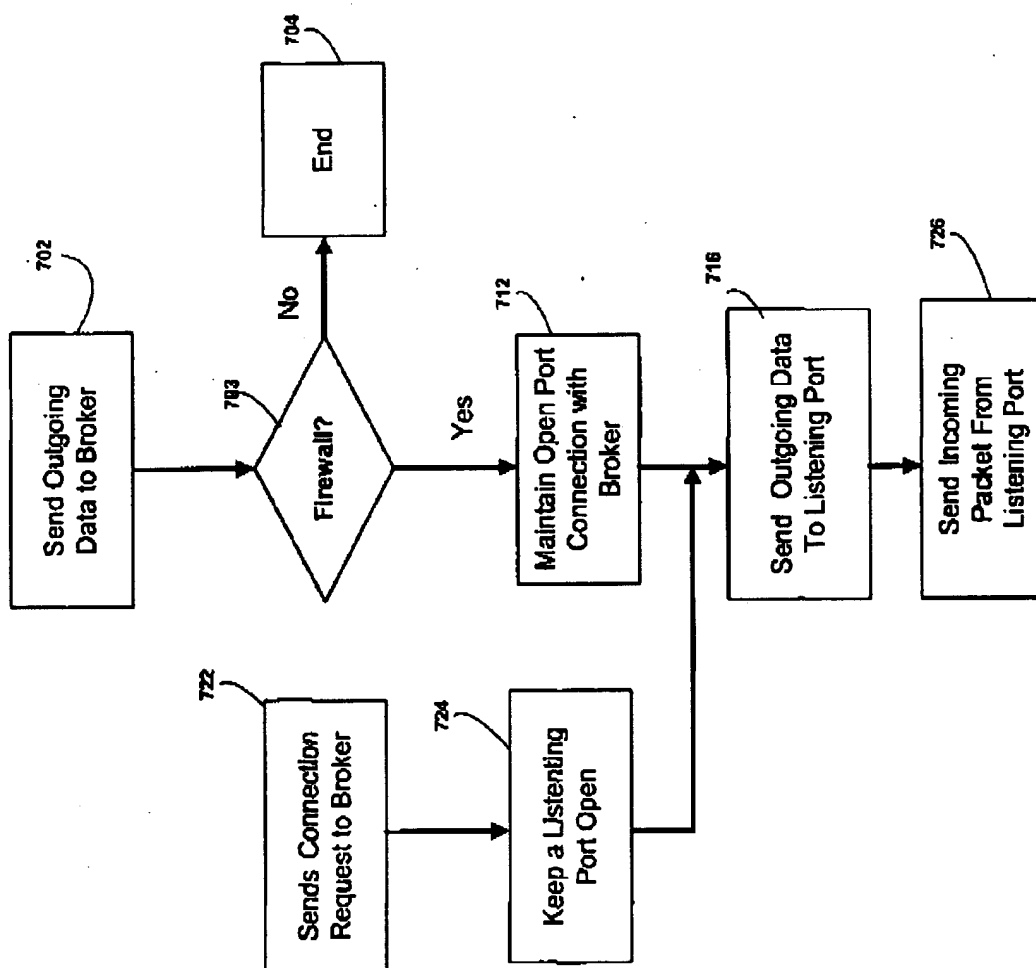 702
Send Outgoing
Data to Broker
703
Firewall?
No
704
End
Yes
712
Maintain Open Port
Connection with
Broker
722
Sends Connection
Request to Broker
724
Keep a Listenting
Port Open
716
Send Outgoing Data
To Listening Port
726
Send Incoming
Packet From
Listening Port